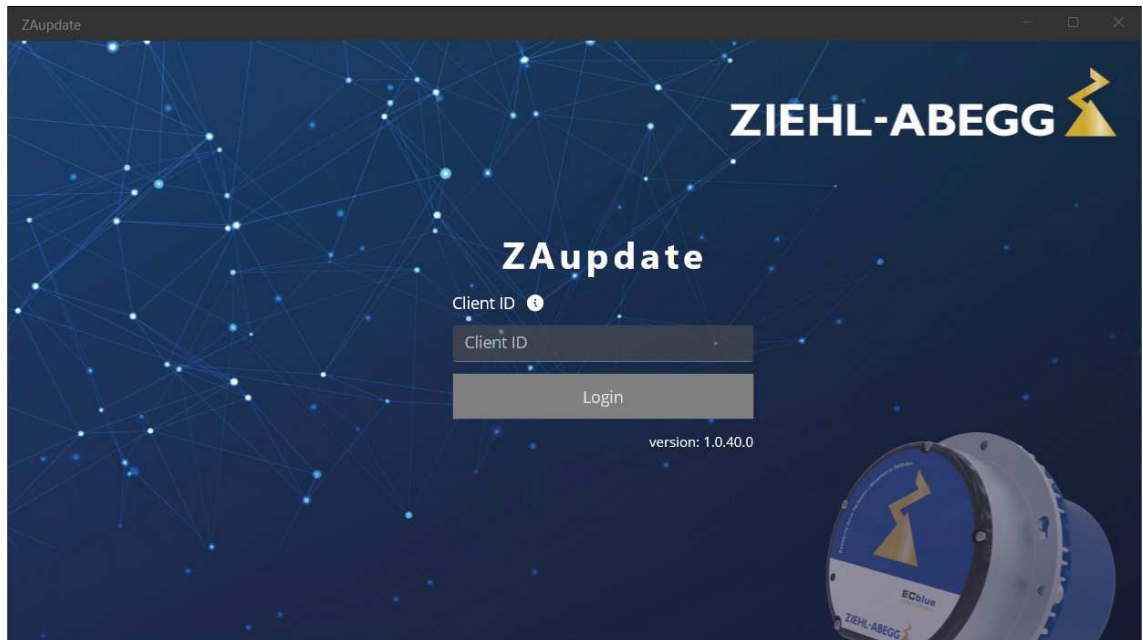 ZAupdate
ZIEHL-ABEGG
ZAupdate
Client ID
Client ID
Login
version: 1.0.40.0
ECblue
ZIEHL-ABEGG